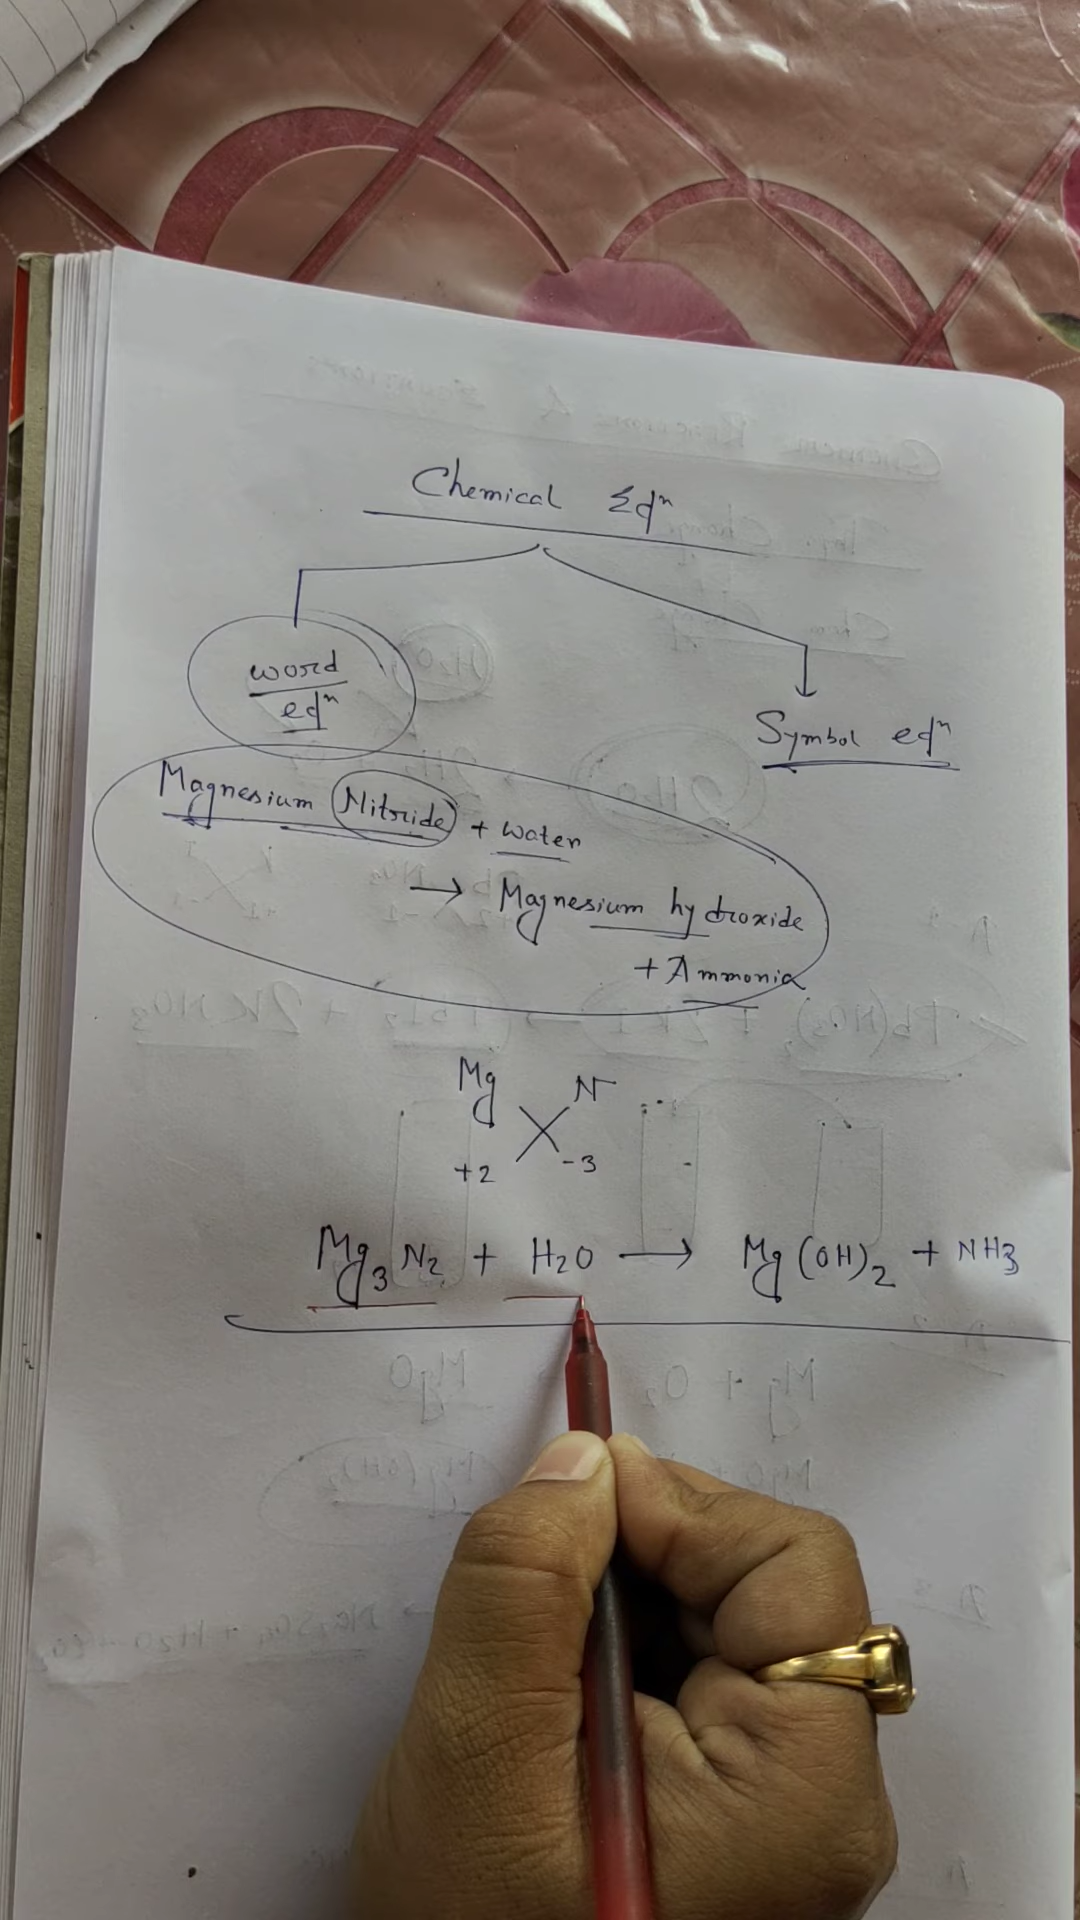 Chemical Eqⁿ
word
eqⁿ
Symbol eqⁿ
Magnesium Nitride + water
→ Magnesium hydroxide
+ Ammonia
Mg N
+2 -3
Mg₃N₂ + H₂O → Mg(OH)₂ + NH₃